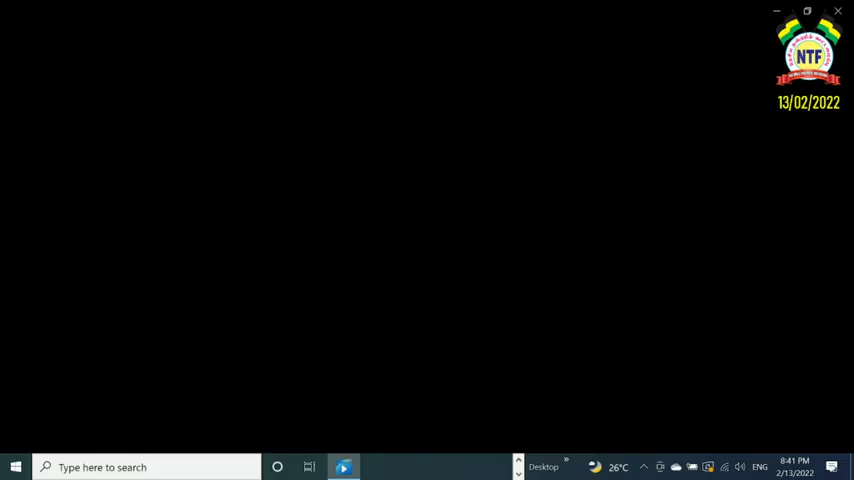 NTF
13/02/2022
Type here to search
Desktop
26°C
ENG
8:41 PM
2/13/2022